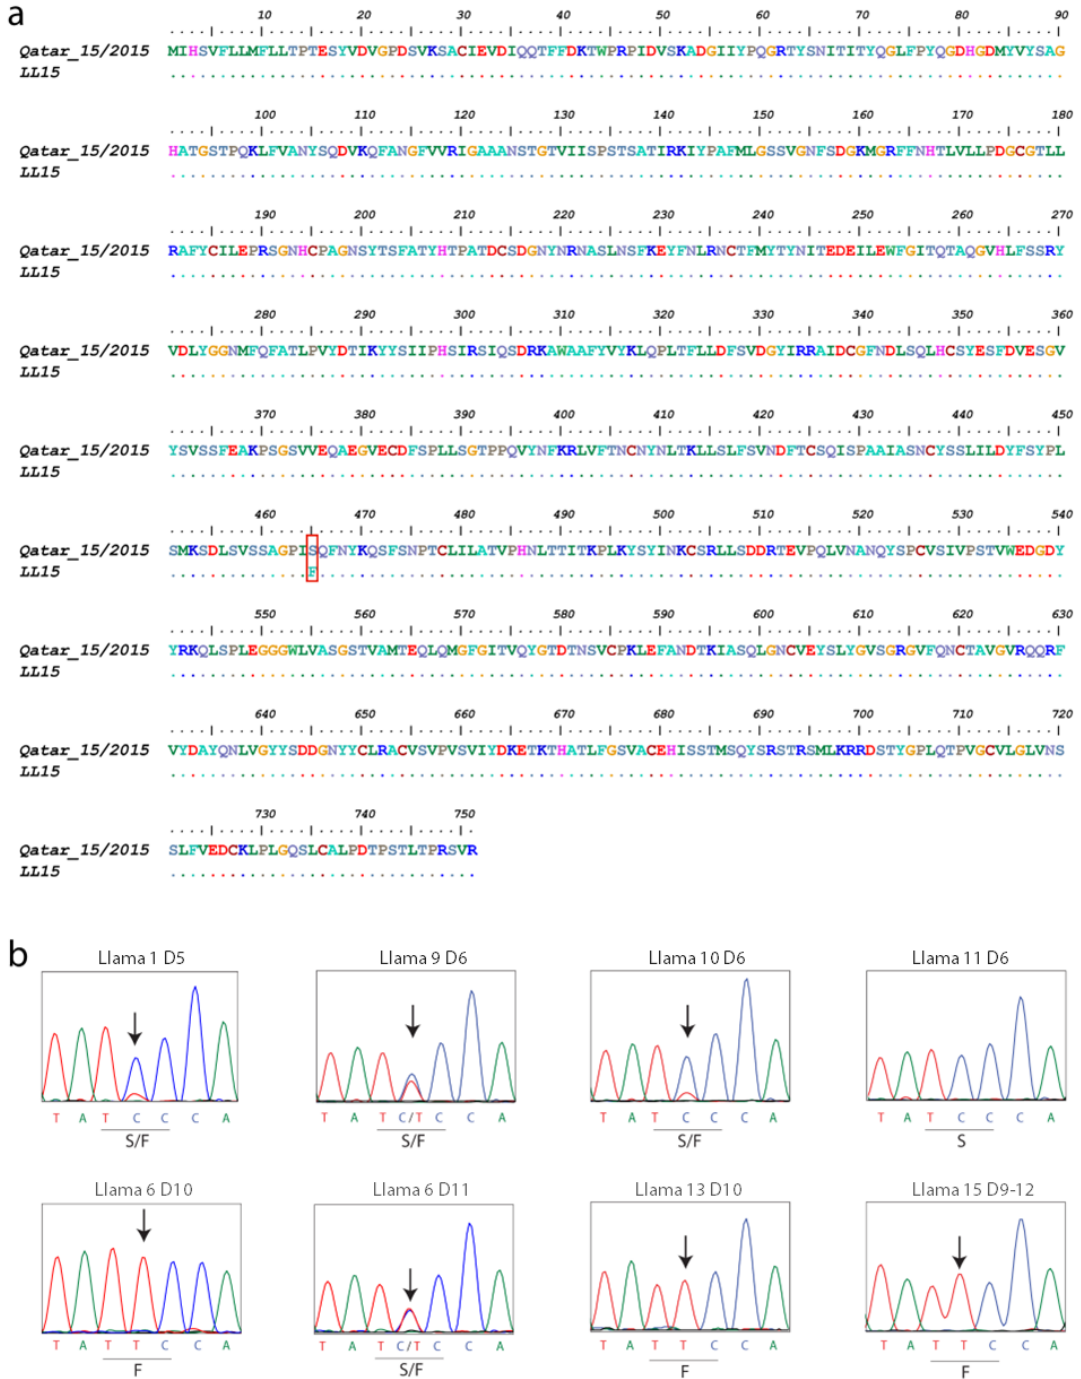 a
10 20 30 40 50 60 70 80 90
Qatar_15/2015 MIHSVFLLMFLLTPTESYVDVGPDSVKSACIEVDIQQTFFDKTWPRPIDVSKADGIIYPQGRTYSNITITYQGLFPYQGDHGDMYVYSAG
LL15
100 110 120 130 140 150 160 170 180
Qatar_15/2015 HATGSTPQKLFVANYSQDVKQFANGFVVRIGAAANSTGTVIISPSTSATIRKIYPAFMLGSSVGNFSDGKMGRFFNHTLVLLPDGCGTLL
LL15
190 200 210 220 230 240 250 260 270
Qatar_15/2015 RAFYCILEPRSGNHCPAGNSYTSFATYHTPATDCSDGNYNRNASLNSFKEYFNLRNCTFMYTYNITEDEILEWFGITQTAQGVHLFSSRY
LL15
280 290 300 310 320 330 340 350 360
Qatar_15/2015 VDLYGGNMFQFATLPVYDTIKYYSIIPHSIRSIQSDRKAWAAFYVYKLQPLTFLLDFSVDGYIRRAIDCGFNDLSQLHCSYESFDVESGV
LL15
370 380 390 400 410 420 430 440 450
Qatar_15/2015 YSVSSFEAKPSGSVVEQAEGVECDFSPLLSGTPPQVYNFKRLVFTNCNYNLTKLLSLFSVNDFTCSQISPAAIASNCYSSLILDYFSYPL
LL15
460 470 480 490 500 510 520 530 540
Qatar_15/2015 SMKSDLSVSSAGPISQFNYKQSFSNPTCLILATVPHNLTTITKPLKYSYINKCSRLLSDDRTEVPQLVNANQYSPCVSIVPSTVWEDGDY
LL15 F
550 560 570 580 590 600 610 620 630
Qatar_15/2015 YRKQLSPLEGGGWLVASGSTVAMTEQLQMGFGITVQYGTDTNSVCPKLEFANDTKIASQLGNCVEYSLYGVSGRGVFQNCTAVGVRQQRF
LL15
640 650 660 670 680 690 700 710 720
Qatar_15/2015 VYDAYQNLVGYYSDDGNYYCLRACVSVPVSVIYDKETKTHATLFGSVACEHISSTMSQYSRSTRSMLKRRDSTYGPLQTPVGCVLGLVNS
LL15
730 740 750
Qatar_15/2015 SLFVEDCKLPLGQSLCALPDTPSTLTPRSVR
LL15
b
Llama 1 D5 Llama 9 D6 Llama 10 D6 Llama 11 D6
T A T C C C A T A T C/T C C A T A T C C C A T A T C C C A
S/F S/F S/F S
Llama 6 D10 Llama 6 D11 Llama 13 D10 Llama 15 D9-12
T A T T C C A T A T C/T C C A T A T T C C A T A T T C C A
F S/F F F